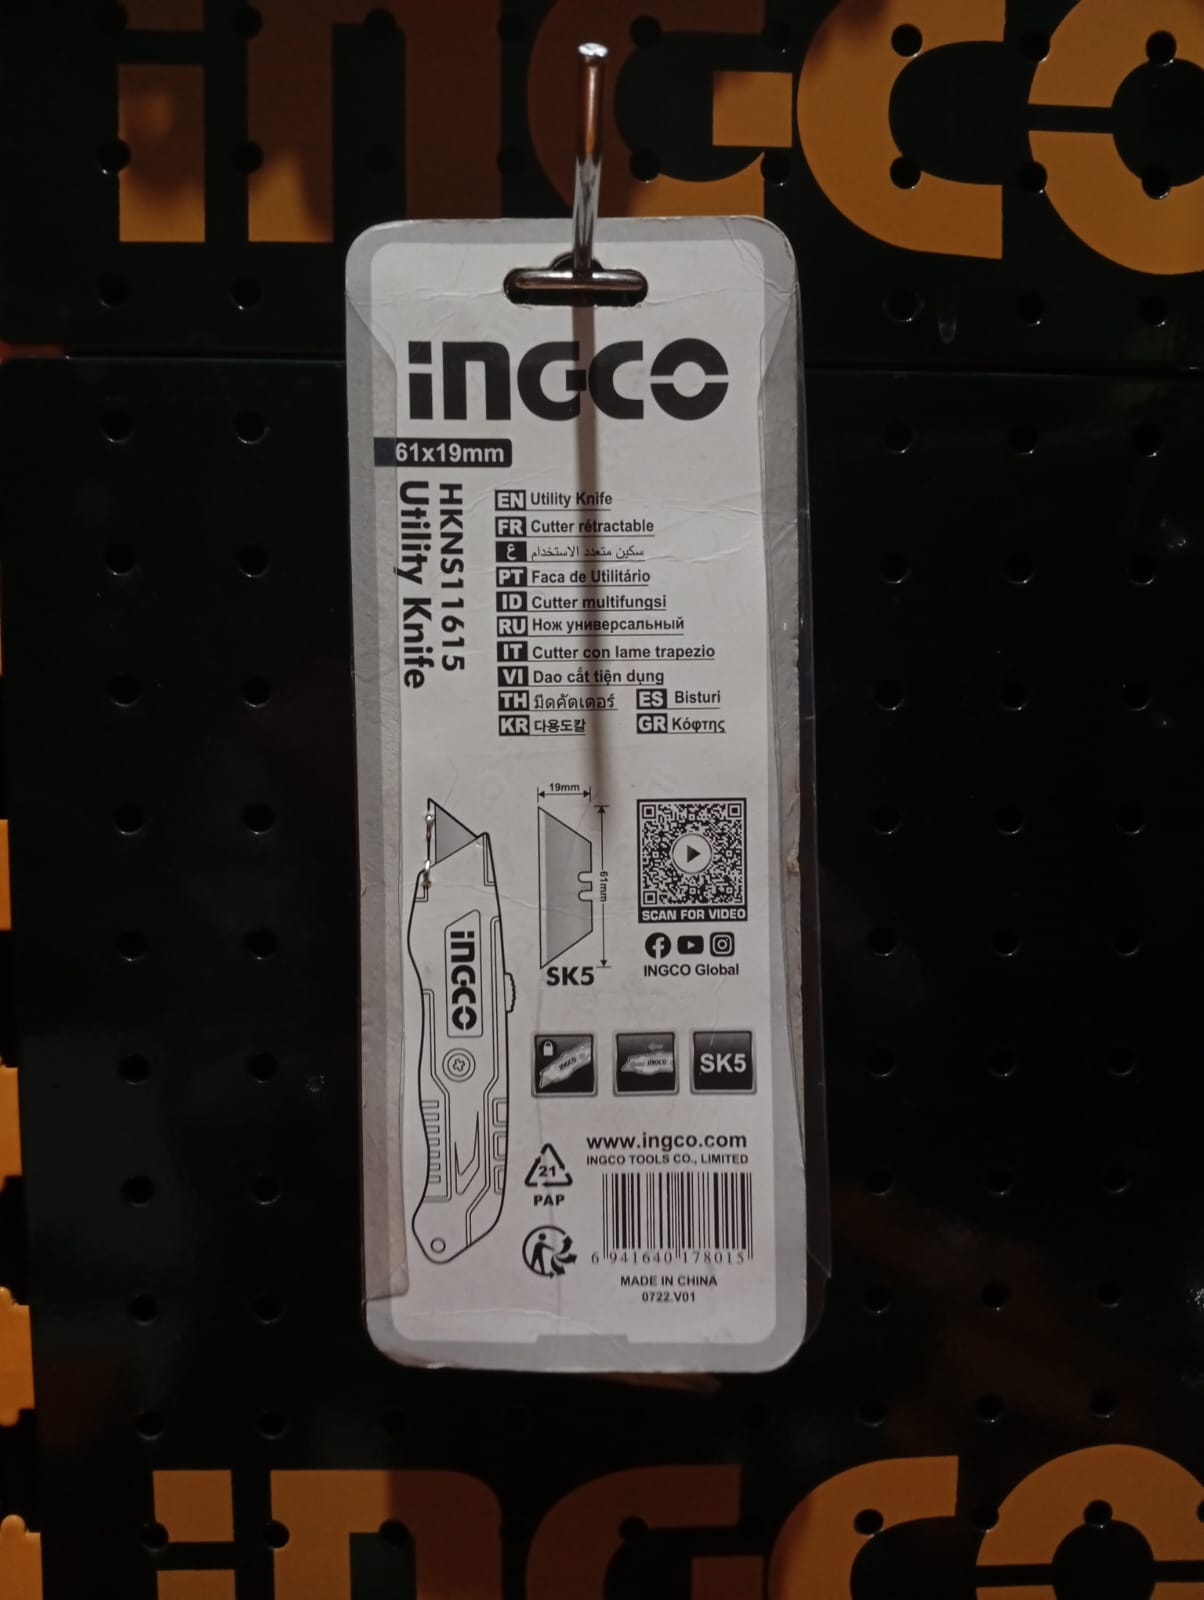 INGCO
INGCO
61x19mm
HKNS11615
Utility Knife
EN Utility Knife
FR Cutter rétractable
ع سكين متعدد الاستخدام
PT Faca de Utilitário
ID Cutter multifungsi
RU Нож универсальный
IT Cutter con lame trapezio
VI Dao cắt tiện dụng
TH มีดคัตเตอร์ ES Bisturi
KR 다용도칼 GR Κόφτης
19mm
61mm
SK5
INGCO
SCAN FOR VIDEO
INGCO Global
INGCO
INGCO
SK5
www.ingco.com
INGCO TOOLS CO., LIMITED
21
PAP
6 941640 178015
MADE IN CHINA
0722.V01
INGCO